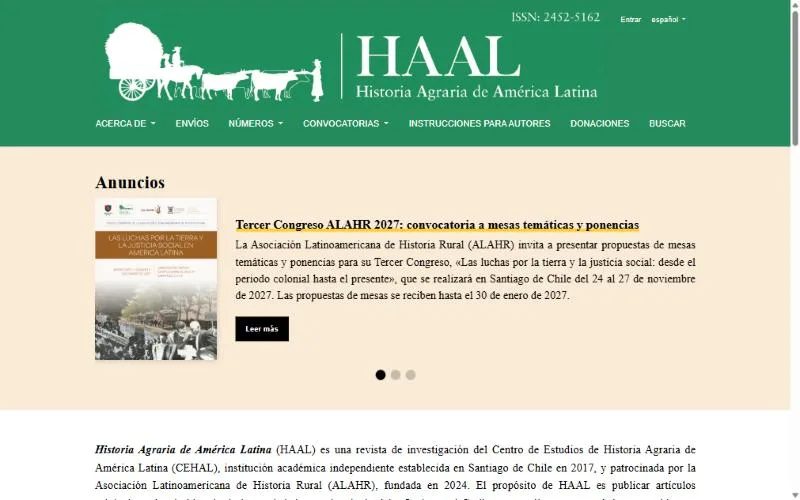 ISSN: 2452-5162
Entrar
español
HAAL
Historia Agraria de América Latina
ACERCA DE
ENVÍOS
NÚMEROS
CONVOCATORIAS
INSTRUCCIONES PARA AUTORES
DONACIONES
BUSCAR
Anuncios
LAS LUCHAS POR LA TIERRA Y
LA JUSTICIA SOCIAL EN
AMÉRICA LATINA
Tercer Congreso ALAHR 2027: convocatoria a mesas temáticas y ponencias
La Asociación Latinoamericana de Historia Rural (ALAHR) invita a presentar propuestas de mesas
temáticas y ponencias para su Tercer Congreso, «Las luchas por la tierra y la justicia social: desde el
periodo colonial hasta el presente», que se realizará en Santiago de Chile del 24 al 27 de noviembre
de 2027. Las propuestas de mesas se reciben hasta el 30 de enero de 2027.
Leer más
Historia Agraria de América Latina (HAAL) es una revista de investigación del Centro de Estudios de Historia Agraria de
América Latina (CEHAL), institución académica independiente establecida en Santiago de Chile en 2017, y patrocinada por la
Asociación Latinoamericana de Historia Rural (ALAHR), fundada en 2024. El propósito de HAAL es publicar artículos